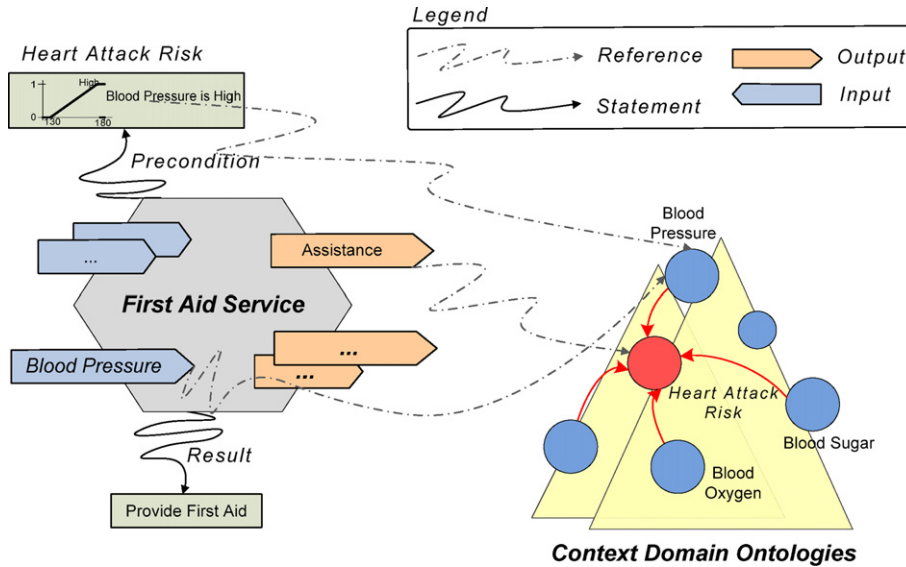 Legend
Reference
Output
Statement
Input
Heart Attack Risk
1
High
Blood Pressure is High
0
130
180
Precondition
...
Assistance
First Aid Service
Blood Pressure
...
...
Result
Provide First Aid
Blood
Pressure
Heart Attack
Risk
Blood Sugar
Blood
Oxygen
Context Domain Ontologies